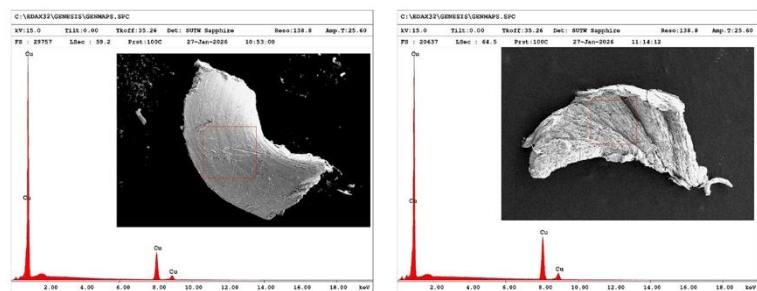 C:\EDAX32\GENESIS\GENMAPS.SPC
kV:15.0 Tilt:0.00 Tkoff:35.26 Det: SUTW Sapphire Reso:138.8 Amp.T:25.60
FS : 29757 LSec : 59.2 Prst:100C 27-Jan-2026 10:53:00
Cu
Cu
Cu
Cu
2.00 4.00 6.00 8.00 10.00 12.00 14.00 16.00 18.00 keV
C:\EDAX32\GENESIS\GENMAPS.SPC
kV:15.0 Tilt:0.00 Tkoff:35.26 Det: SUTW Sapphire Reso:138.8 Amp.T:25.60
FS : 20637 LSec : 64.5 Prst:100C 27-Jan-2026 11:14:12
Cu
Cu
Cu
Cu
2.00 4.00 6.00 8.00 10.00 12.00 14.00 16.00 18.00 keV